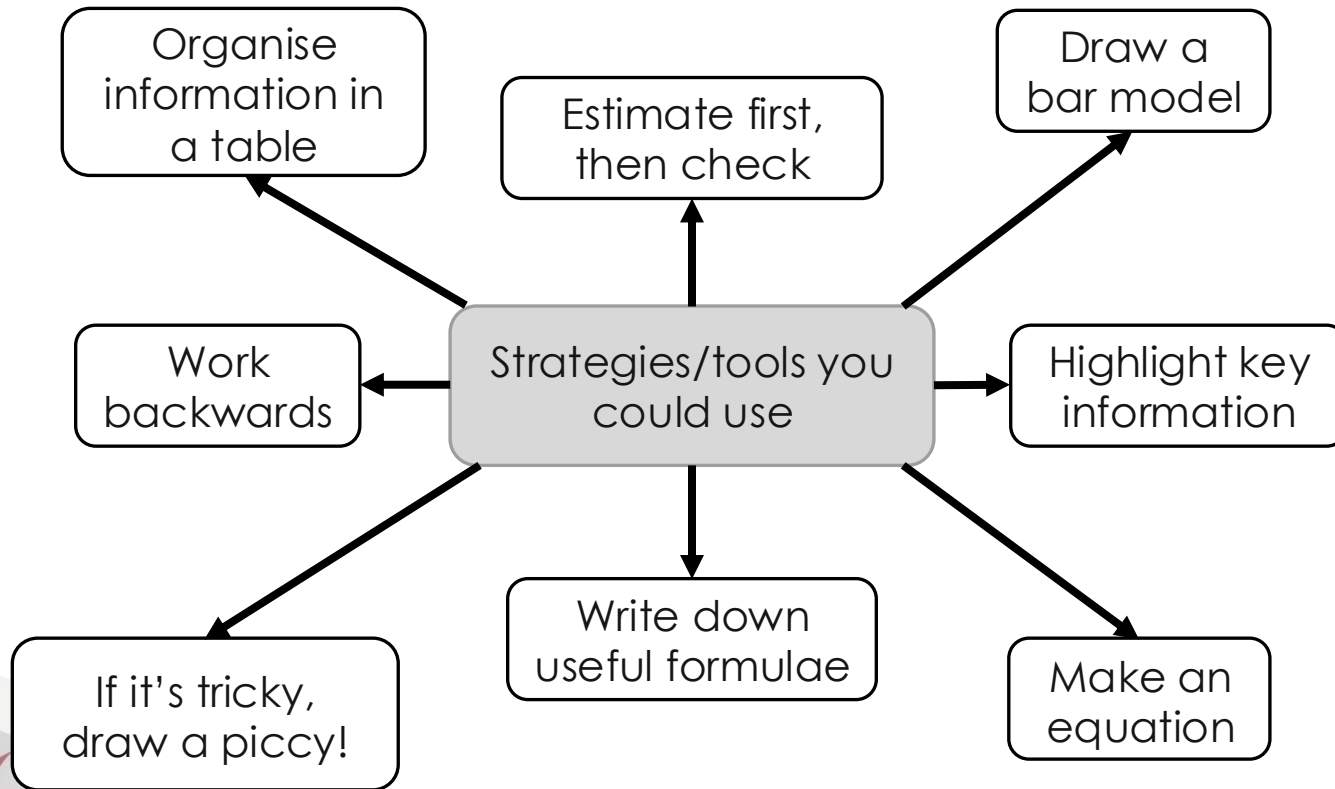 Organise
information in
a table
Estimate first,
then check
Draw a
bar model
Work
backwards
Strategies/tools you
could use
Highlight key
information
If it’s tricky,
draw a piccy!
Write down
useful formulae
Make an
equation